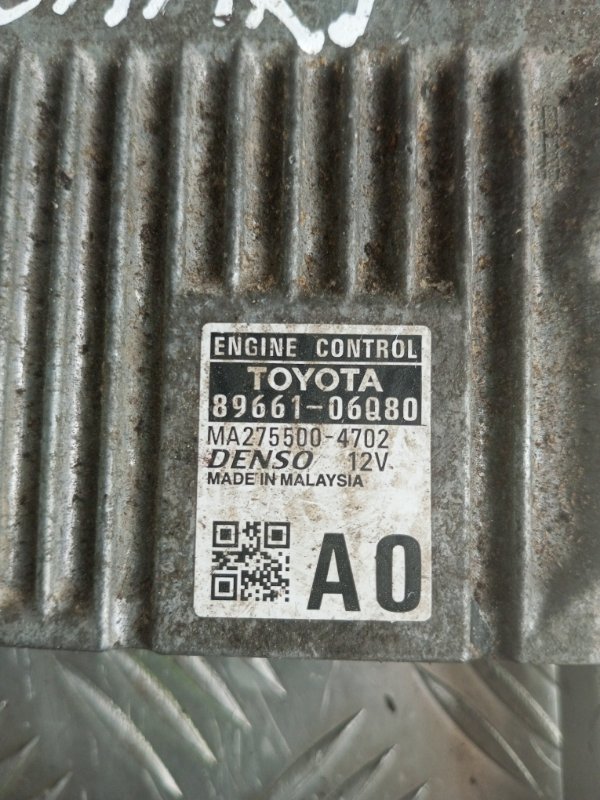 ENGINE CONTROL
TOYOTA
89661-06Q80
MA275500-4702
DENSO 12V
MADE IN MALAYSIA
A0